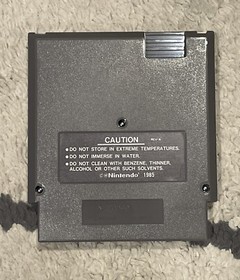 CAUTION
• DO NOT STORE IN EXTREME TEMPERATURES.
• DO NOT IMMERSE IN WATER.
• DO NOT CLEAN WITH BENZENE, THINNER,
ALCOHOL OR OTHER SUCH SOLVENTS.
©®Nintendo® 1985